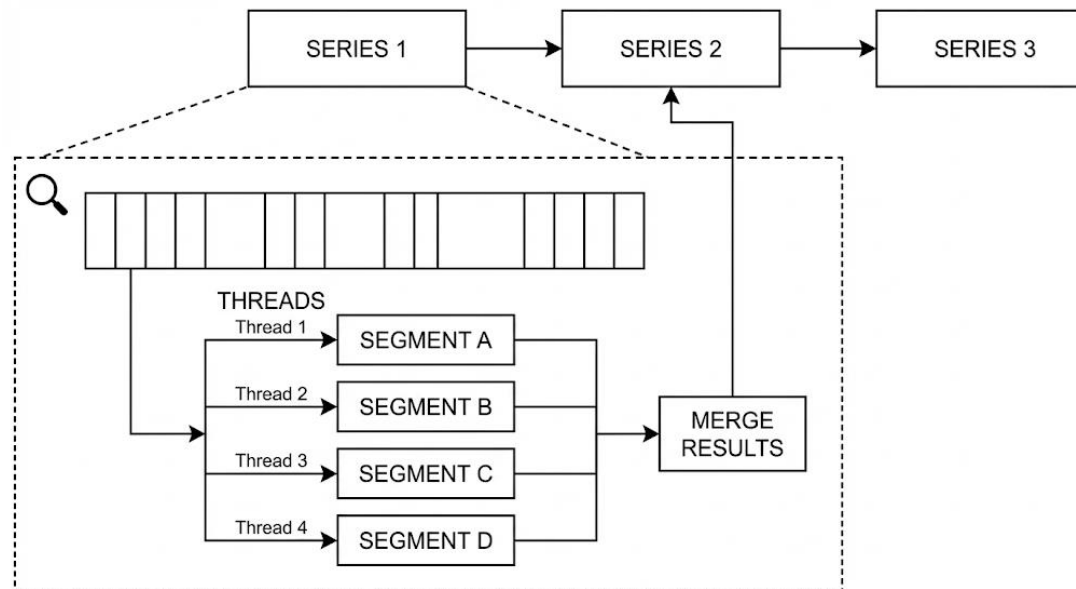 SERIES 1
SERIES 2
SERIES 3
THREADS
Thread 1
SEGMENT A
Thread 2
SEGMENT B
Thread 3
SEGMENT C
Thread 4
SEGMENT D
MERGE
RESULTS